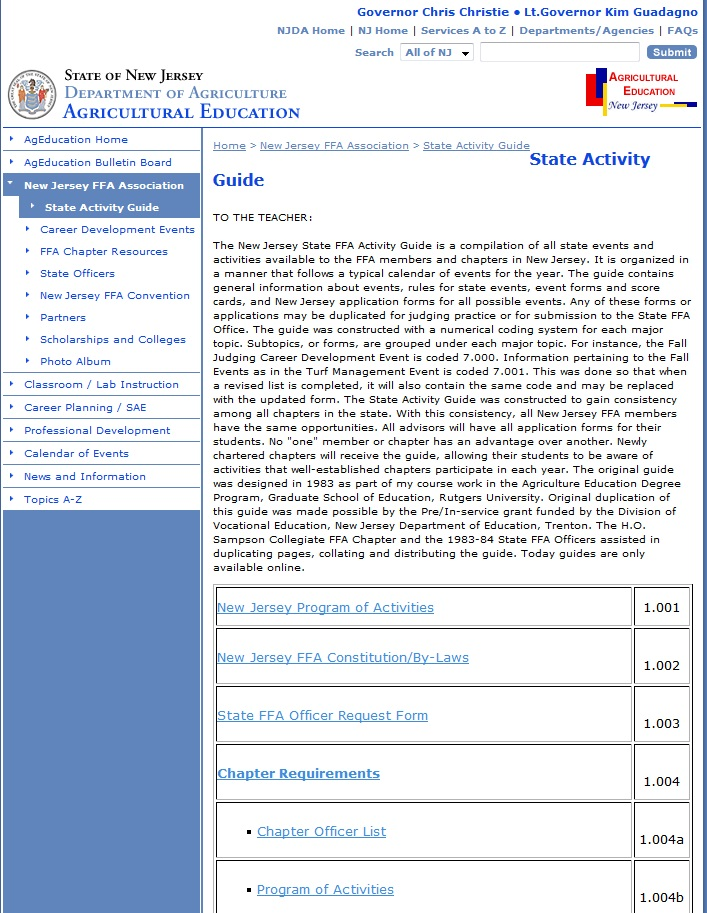 Governor Chris Christie • Lt.Governor Kim Guadagno
NJDA Home | NJ Home | Services A to Z | Departments/Agencies | FAQs
Search All of NJ Submit
STATE OF NEW JERSEY
DEPARTMENT OF AGRICULTURE
AGRICULTURAL EDUCATION
AGRICULTURAL
EDUCATION
New Jersey
AgEducation Home
AgEducation Bulletin Board
New Jersey FFA Association
State Activity Guide
Career Development Events
FFA Chapter Resources
State Officers
New Jersey FFA Convention
Partners
Scholarships and Colleges
Photo Album
Classroom / Lab Instruction
Career Planning / SAE
Professional Development
Calendar of Events
News and Information
Topics A-Z
Home > New Jersey FFA Association > State Activity Guide
State Activity
Guide
TO THE TEACHER:
The New Jersey State FFA Activity Guide is a compilation of all state events and
activities available to the FFA members and chapters in New Jersey. It is organized in
a manner that follows a typical calendar of events for the year. The guide contains
general information about events, rules for state events, event forms and score
cards, and New Jersey application forms for all possible events. Any of these forms or
applications may be duplicated for judging practice or for submission to the State FFA
Office. The guide was constructed with a numerical coding system for each major
topic. Subtopics, or forms, are grouped under each major topic. For instance, the Fall
Judging Career Development Event is coded 7.000. Information pertaining to the Fall
Events as in the Turf Management Event is coded 7.001. This was done so that when
a revised list is completed, it will also contain the same code and may be replaced
with the updated form. The State Activity Guide was constructed to gain consistency
among all chapters in the state. With this consistency, all New Jersey FFA members
have the same opportunities. All advisors will have all application forms for their
students. No "one" member or chapter has an advantage over another. Newly
chartered chapters will receive the guide, allowing their students to be aware of
activities that well-established chapters participate in each year. The original guide
was designed in 1983 as part of my course work in the Agriculture Education Degree
Program, Graduate School of Education, Rutgers University. Original duplication of
this guide was made possible by the Pre/In-service grant funded by the Division of
Vocational Education, New Jersey Department of Education, Trenton. The H.O.
Sampson Collegiate FFA Chapter and the 1983-84 State FFA Officers assisted in
duplicating pages, collating and distributing the guide. Today guides are only
available online.
New Jersey Program of Activities 1.001
New Jersey FFA Constitution/By-Laws 1.002
State FFA Officer Request Form 1.003
Chapter Requirements 1.004
▪ Chapter Officer List 1.004a
▪ Program of Activities 1.004b